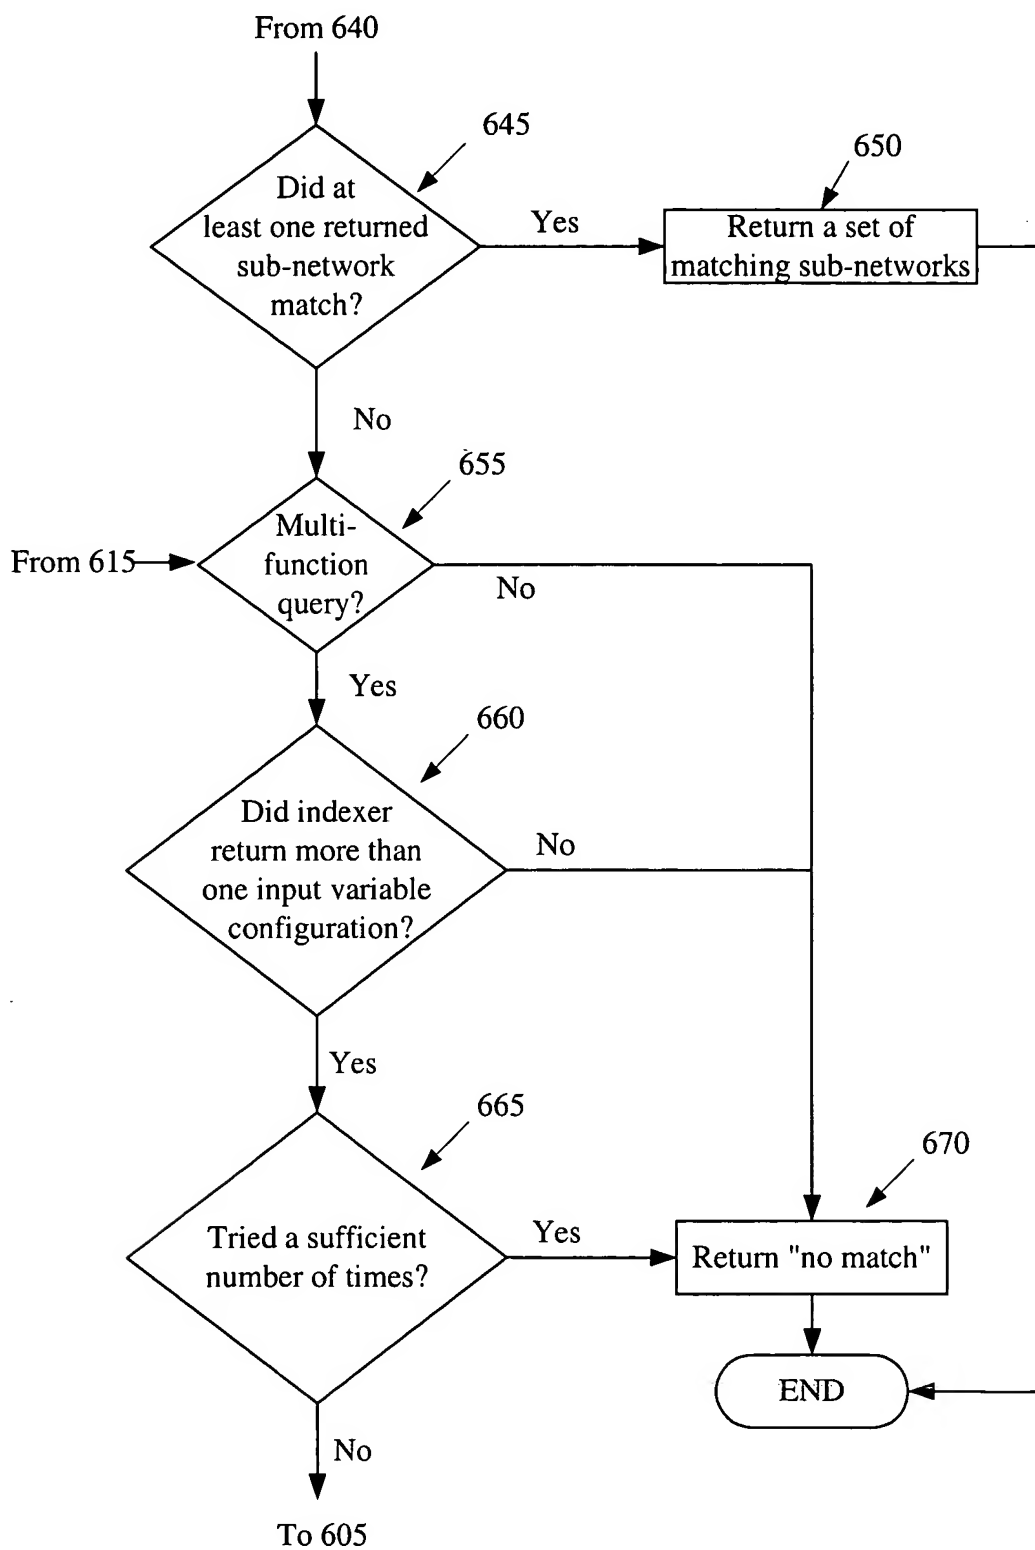 From 640
645
Did at
least one returned
sub-network
match?
Yes
650
Return a set of
matching sub-networks
No
655
From 615
Multi-
function
query?
No
Yes
660
Did indexer
return more than
one input variable
configuration?
No
Yes
665
Tried a sufficient
number of times?
Yes
670
Return "no match"
END
No
To 605